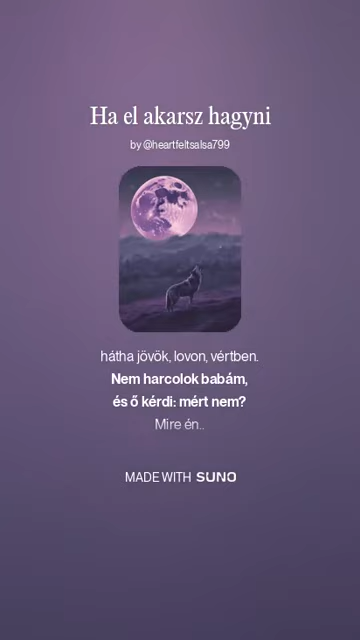 Ha el akarsz hagyni
by @heartfeltsalsa799
hátha jövök, lovon, vértben.
Nem harcolok babám,
és ő kérdi: mért nem?
Mire én..
MADE WITH SUNO